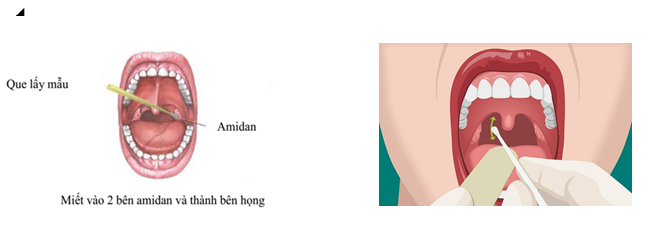 Que lấy mẫu
Amidan
Miết vào 2 bên amidan và thành bên họng